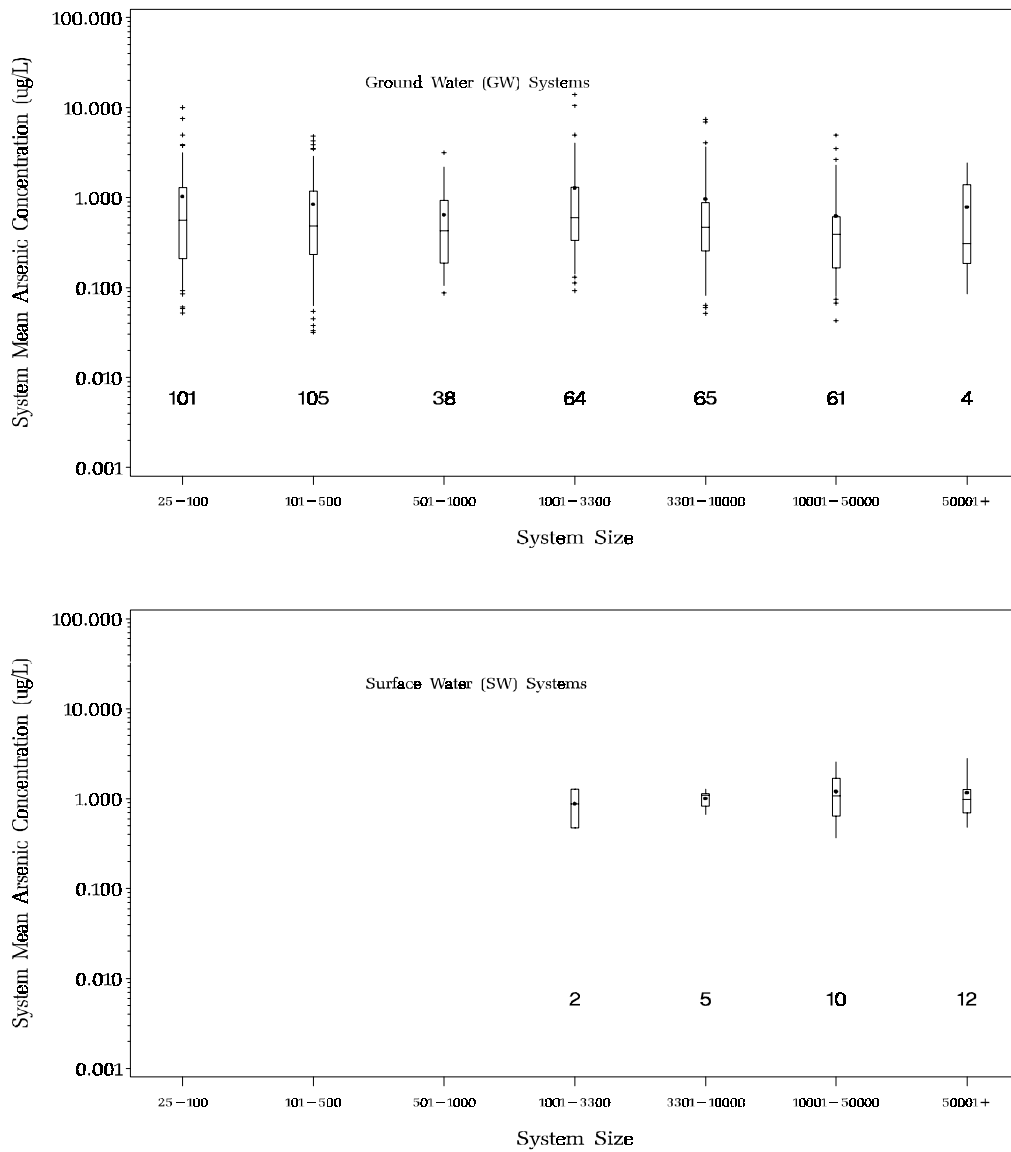 100.000
10.000
1.000
0.100
0.010
0.001
System Mean Arsenic Concentration (ug/L)
Ground Water (GW) Systems
101 105 38 64 65 61 4
25-100 101-500 501-1000 1001-3300 3301-10000 10001-50000 50001+
System Size
100.000
10.000
1.000
0.100
0.010
0.001
System Mean Arsenic Concentration (ug/L)
Surface Water (SW) Systems
2 5 10 12
25-100 101-500 501-1000 1001-3300 3301-10000 10001-50000 50001+
System Size